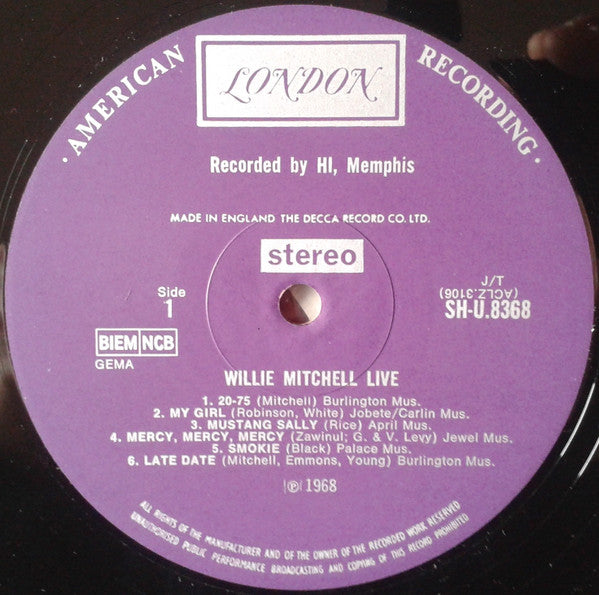 · AMERICAN RECORDING ·
LONDON
Recorded by HI, Memphis
MADE IN ENGLAND THE DECCA RECORD CO. LTD.
stereo
Side
1
J/T
(ACLZ.3106)
SH-U.8368
BIEM NCB
GEMA
WILLIE MITCHELL LIVE
1. 20-75 (Mitchell) Burlington Mus.
2. MY GIRL (Robinson, White) Jobete/Carlin Mus.
3. MUSTANG SALLY (Rice) April Mus.
4. MERCY, MERCY, MERCY (Zawinul; G. & V. Levy) Jewel Mus.
5. SMOKIE (Black) Palace Mus.
6. LATE DATE (Mitchell, Emmons, Young) Burlington Mus.
℗ 1968
ALL RIGHTS OF THE MANUFACTURER AND OF THE OWNER OF THE RECORDED WORK RESERVED
UNAUTHORISED PUBLIC PERFORMANCE BROADCASTING AND COPYING OF THIS RECORD PROHIBITED